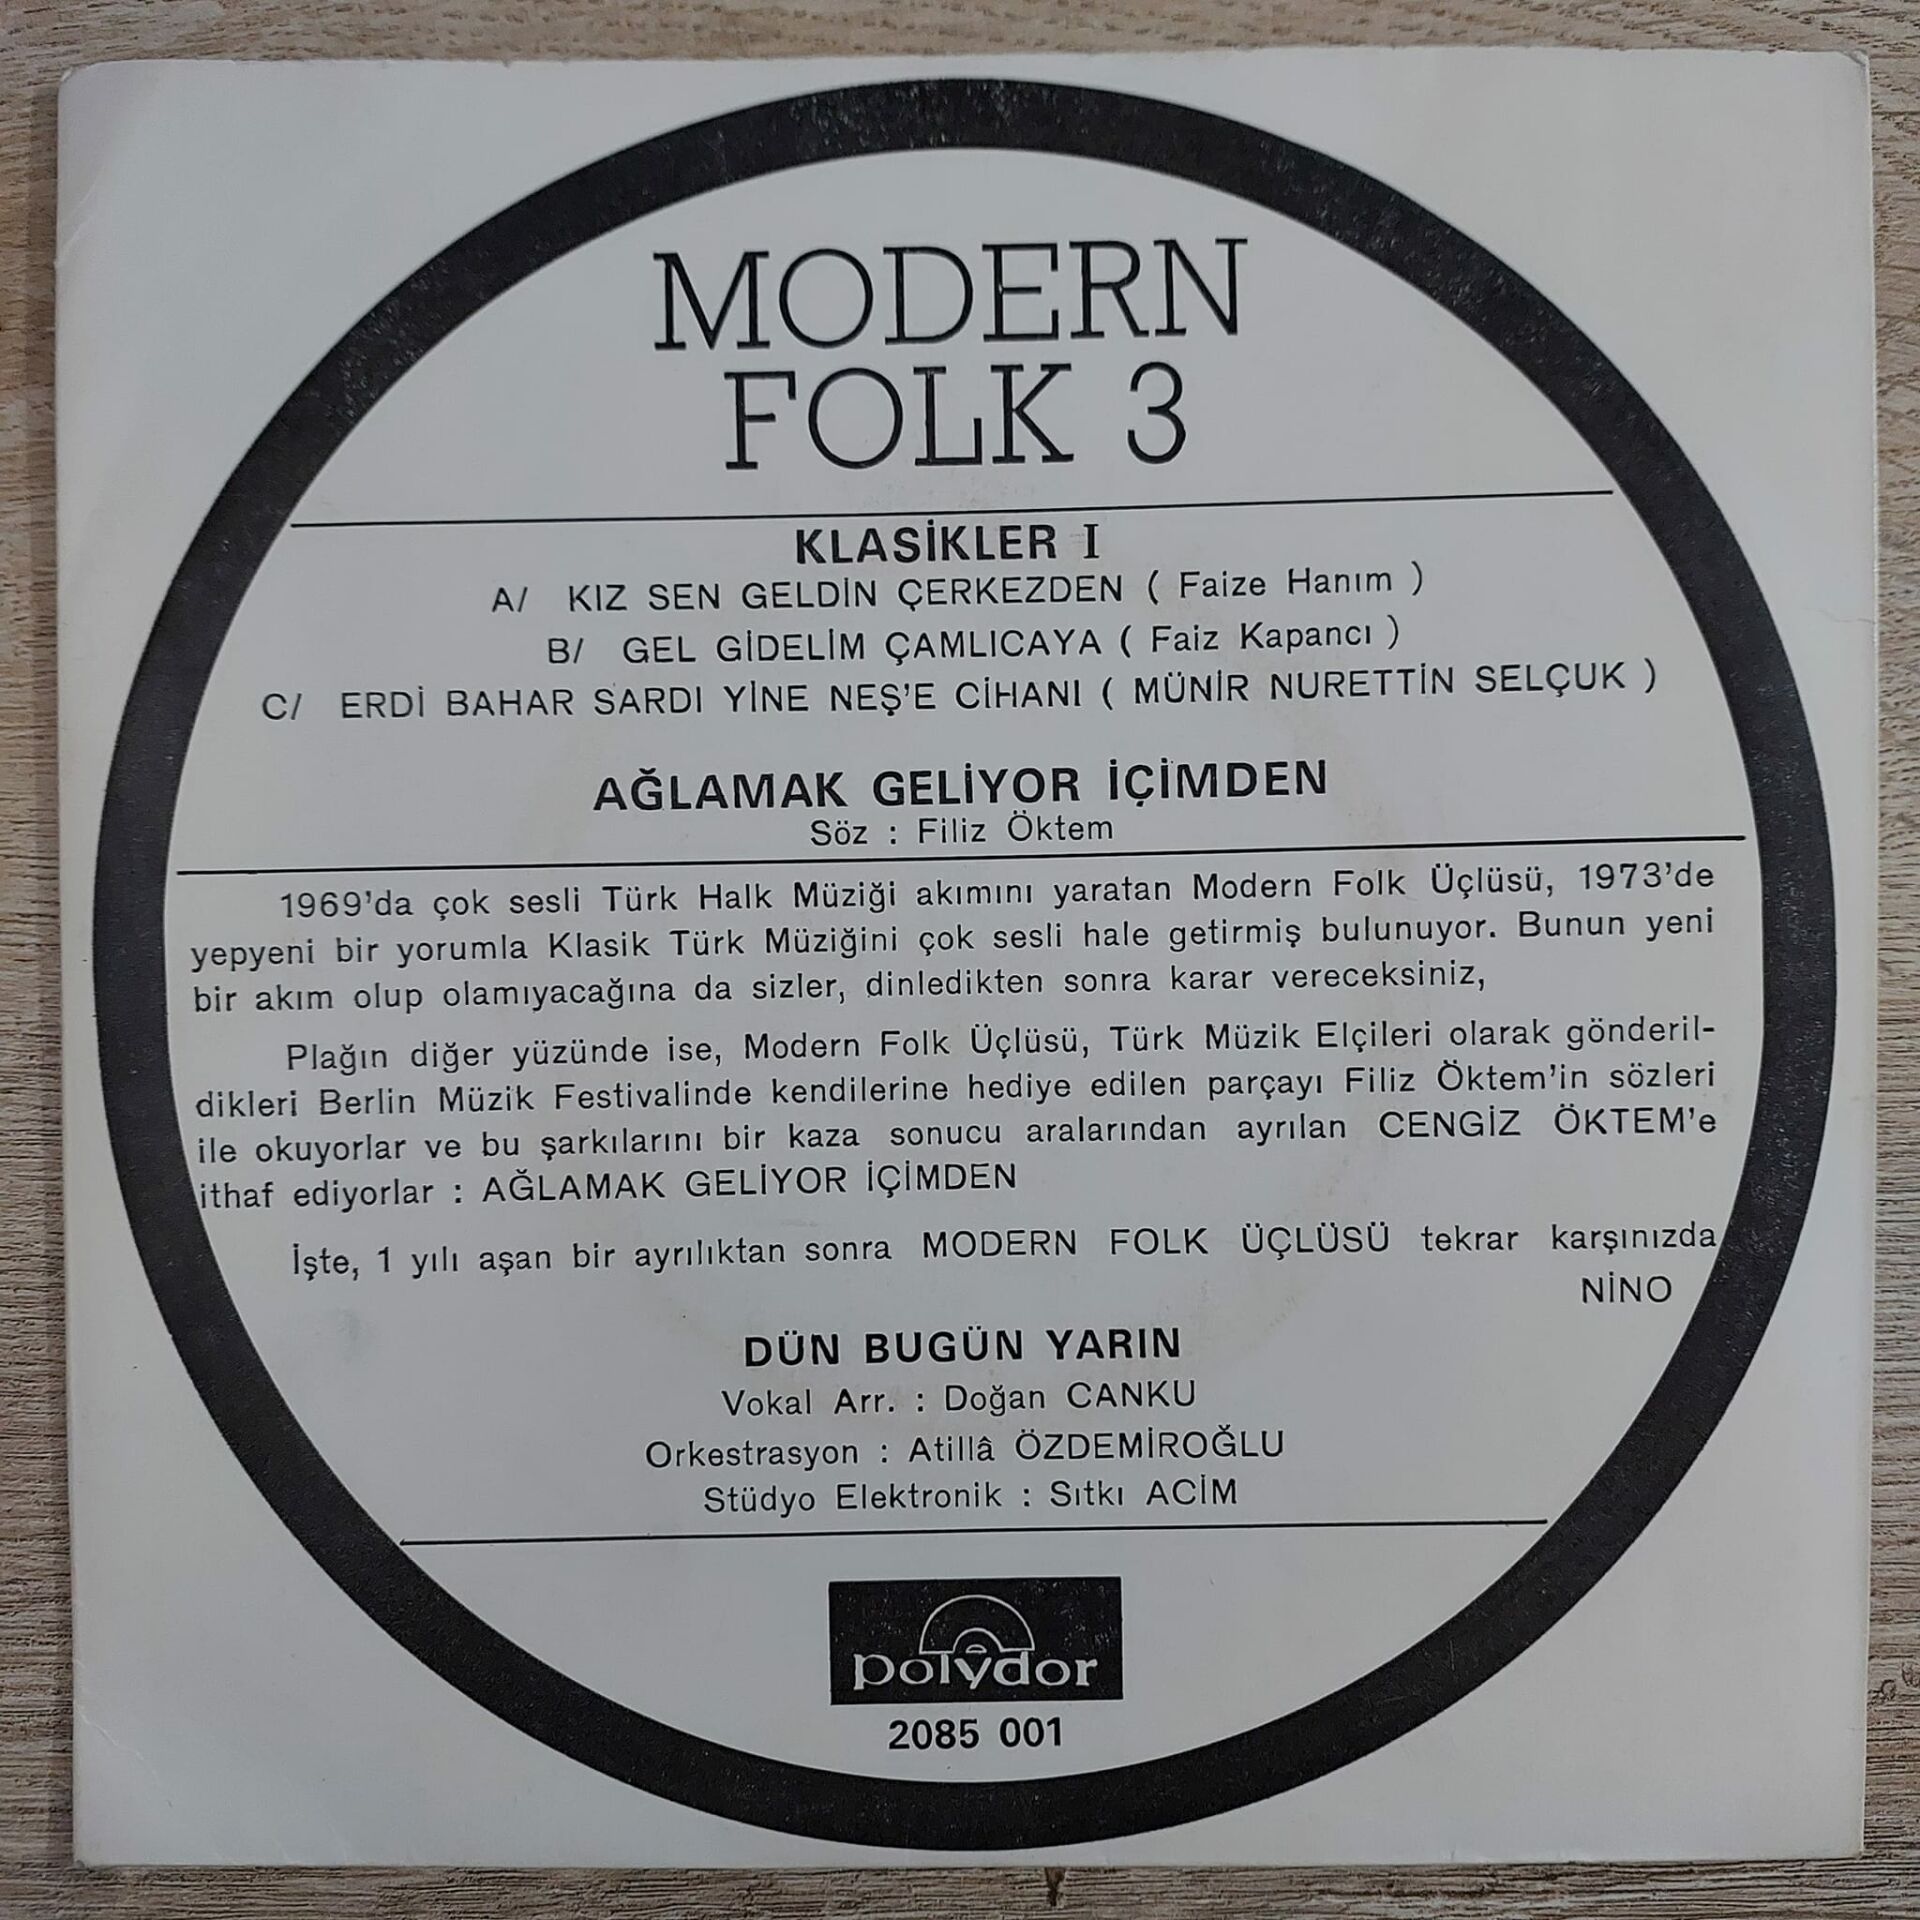 MODERN
FOLK 3
KLASİKLER I
A/ KIZ SEN GELDİN ÇERKEZDEN ( Faize Hanım )
B/ GEL GİDELİM ÇAMLICAYA ( Faiz Kapancı )
C/ ERDİ BAHAR SARDI YİNE NEŞ'E CİHANI ( MÜNİR NURETTİN SELÇUK )
AĞLAMAK GELİYOR İÇİMDEN
Söz : Filiz Öktem
1969'da çok sesli Türk Halk Müziği akımını yaratan Modern Folk Üçlüsü, 1973'de
yepyeni bir yorumla Klasik Türk Müziğini çok sesli hale getirmiş bulunuyor. Bunun yeni
bir akım olup olamıyacağına da sizler, dinledikten sonra karar vereceksiniz,
Plağın diğer yüzünde ise, Modern Folk Üçlüsü, Türk Müzik Elçileri olarak gönderil-
dikleri Berlin Müzik Festivalinde kendilerine hediye edilen parçayı Filiz Öktem'in sözleri
ile okuyorlar ve bu şarkılarını bir kaza sonucu aralarından ayrılan CENGİZ ÖKTEM'e
ithaf ediyorlar : AĞLAMAK GELİYOR İÇİMDEN
İşte, 1 yılı aşan bir ayrılıktan sonra MODERN FOLK ÜÇLÜSÜ tekrar karşınızda
NİNO
DÜN BUGÜN YARIN
Vokal Arr. : Doğan CANKU
Orkestrasyon : Atillâ ÖZDEMİROĞLU
Stüdyo Elektronik : Sıtkı ACİM
polydor
2085 001